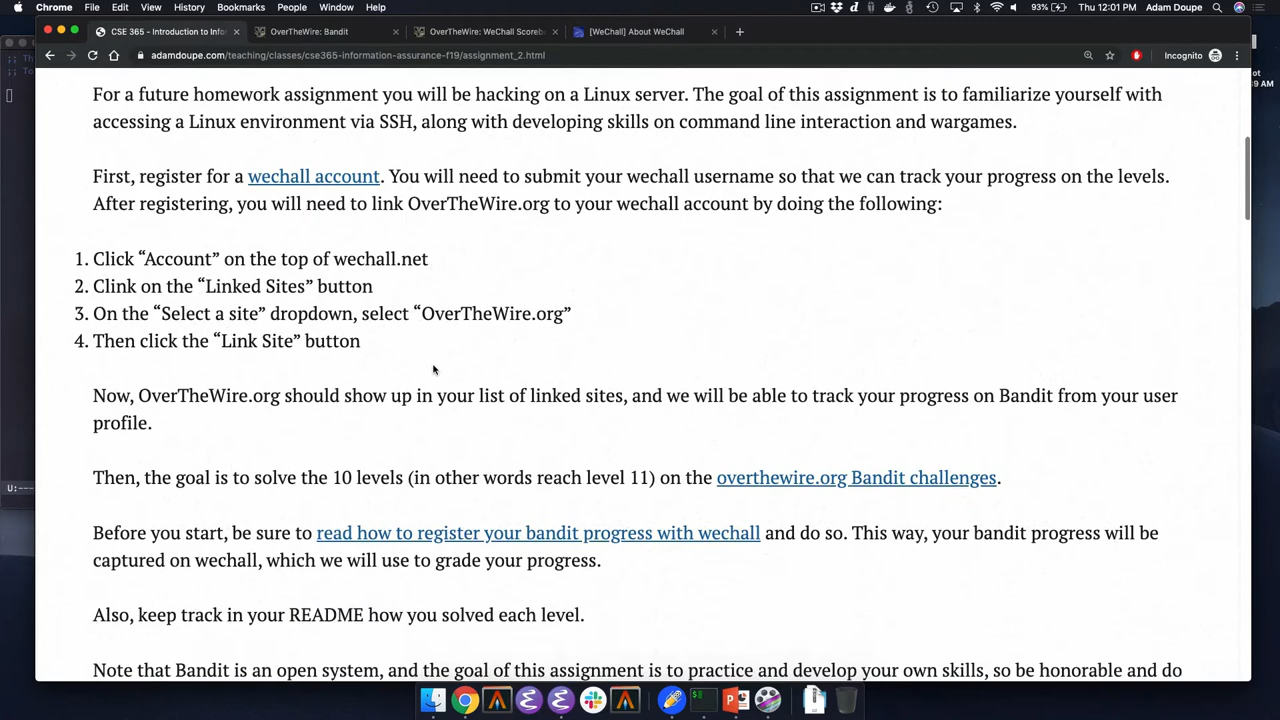 Chrome File Edit View History Bookmarks People Window Help 93% Thu 12:01 PM Adam Doupe
CSE 365 - Introduction to Infor OverTheWire: Bandit OverTheWire: WeChall Scoreb [WeChall] About WeChall
adamdoupe.com/teaching/classes/cse365-information-assurance-f19/assignment_2.html Incognito
For a future homework assignment you will be hacking on a Linux server. The goal of this assignment is to familiarize yourself with
accessing a Linux environment via SSH, along with developing skills on command line interaction and wargames.
First, register for a wechall account. You will need to submit your wechall username so that we can track your progress on the levels.
After registering, you will need to link OverTheWire.org to your wechall account by doing the following:
1. Click “Account” on the top of wechall.net
2. Clink on the “Linked Sites” button
3. On the “Select a site” dropdown, select “OverTheWire.org”
4. Then click the “Link Site” button
Now, OverTheWire.org should show up in your list of linked sites, and we will be able to track your progress on Bandit from your user
profile.
Then, the goal is to solve the 10 levels (in other words reach level 11) on the overthewire.org Bandit challenges.
Before you start, be sure to read how to register your bandit progress with wechall and do so. This way, your bandit progress will be
captured on wechall, which we will use to grade your progress.
Also, keep track in your README how you solved each level.
Note that Bandit is an open system, and the goal of this assignment is to practice and develop your own skills, so be honorable and do